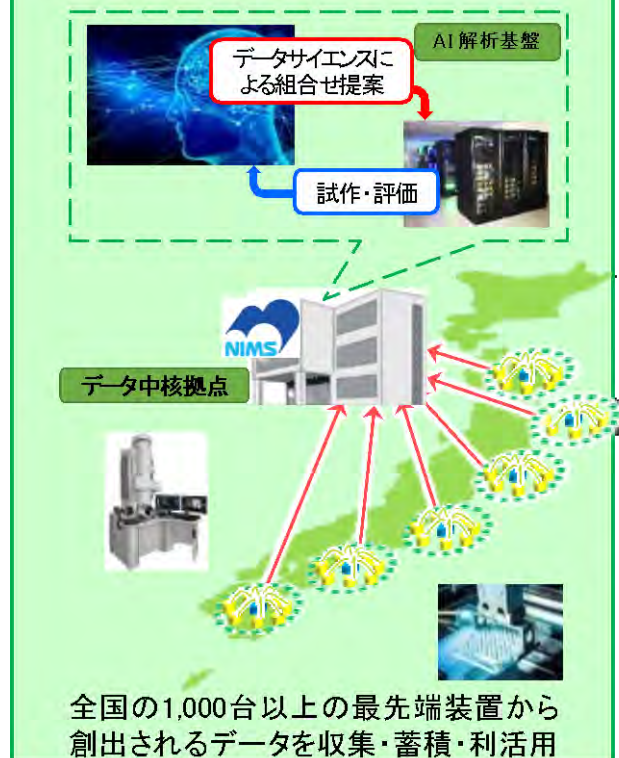 AI解析基盤
データサイエンスに
よる組合せ提案
試作・評価
NIMS
データ中核拠点
全国の1,000台以上の最先端装置から
創出されるデータを収集・蓄積・利活用